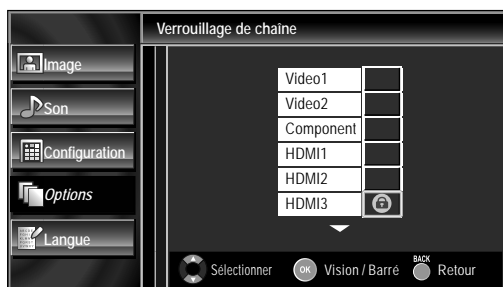 Verrouillage de chaîne
Image
Son
Configuration
Options
Langue
Video1
Video2
Component
HDMI1
HDMI2
HDMI3
Sélectionner
OK
Vision / Barré
BACK
Retour